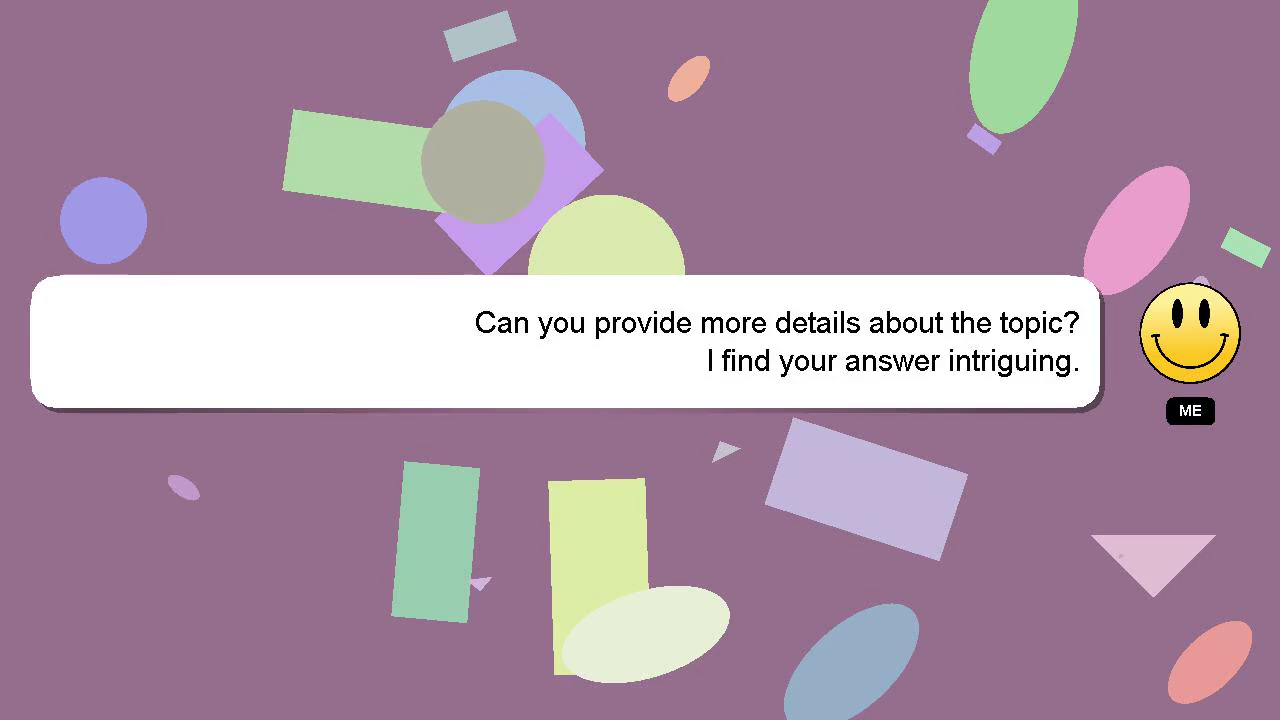 Can you provide more details about the topic?
I find your answer intriguing.
ME